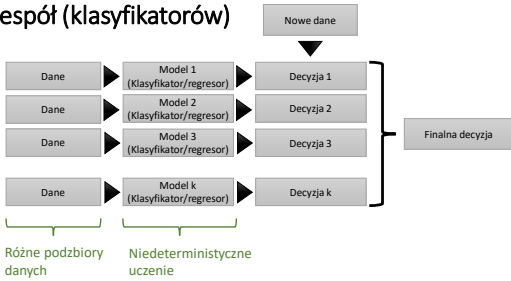 espół (klasyfikatorów)
Nowe dane
Dane
Model 1
(Klasyfikator/regresor)
Decyzja 1
Dane
Model 2
(Klasyfikator/regresor)
Decyzja 2
Dane
Model 3
(Klasyfikator/regresor)
Decyzja 3
Finalna decyzja
Dane
Model k
(Klasyfikator/regresor)
Decyzja k
Różne podzbiory
danych
Niedeterministyczne
uczenie